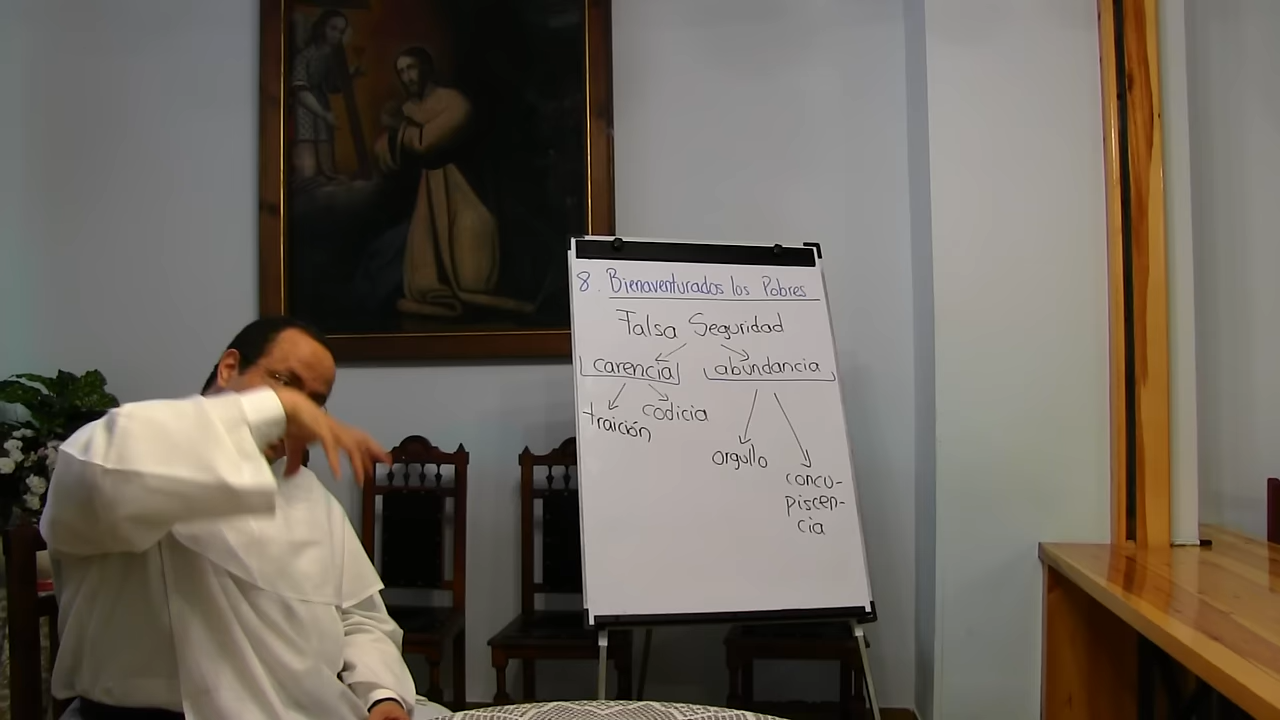 8. Bienaventurados los Pobres
Falsa Seguridad
carencia abundancia
traición codicia
orgullo
concu-
piscen-
cia